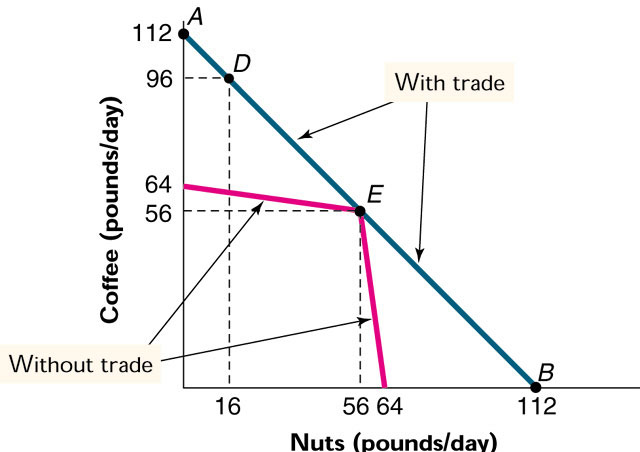 A
112
D
96
With trade
64
E
56
Coffee (pounds/day)
Without trade
B
16
56 64
112
Nuts (pounds/day)